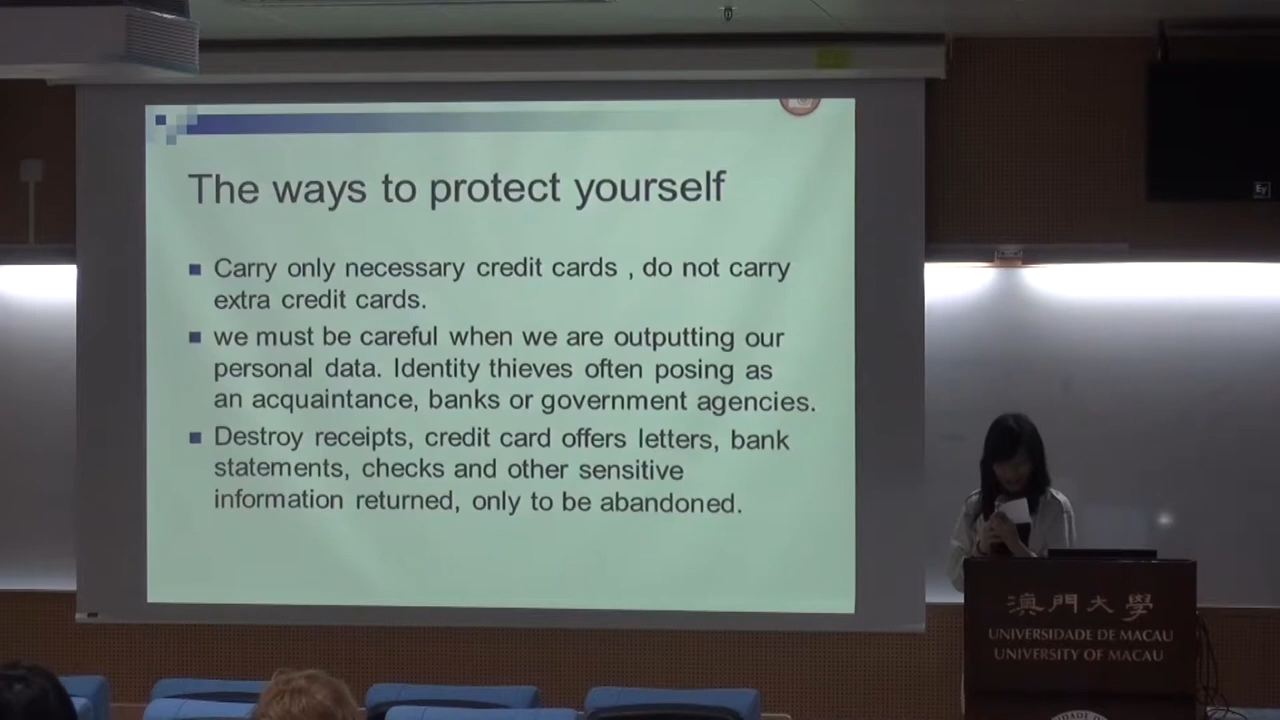 The ways to protect yourself
Carry only necessary credit cards , do not carry
extra credit cards.
we must be careful when we are outputting our
personal data. Identity thieves often posing as
an acquaintance, banks or government agencies.
Destroy receipts, credit card offers letters, bank
statements, checks and other sensitive
information returned, only to be abandoned.
EV
澳門大學
UNIVERSIDADE DE MACAU
UNIVERSITY OF MACAU